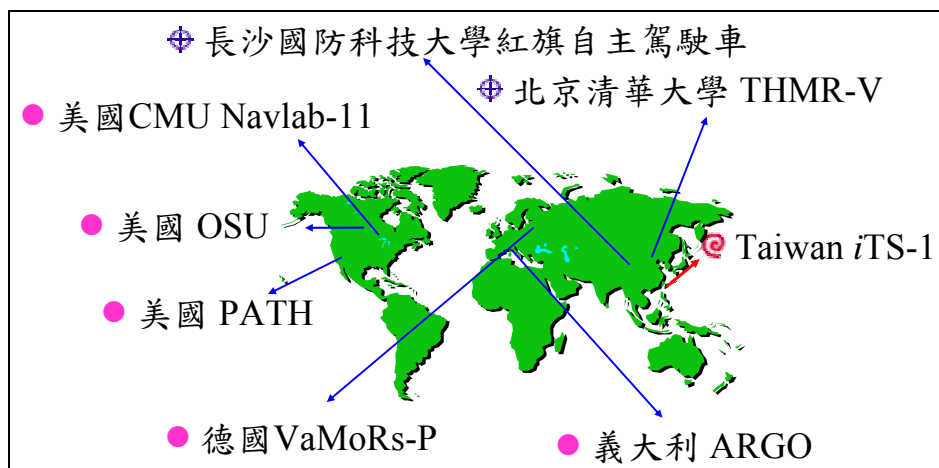 長沙國防科技大學紅旗自主駕駛車
北京清華大學 THMR-V
美國CMU Navlab-11
美國 OSU
Taiwan iTS-1
美國 PATH
德國VaMoRs-P
義大利 ARGO